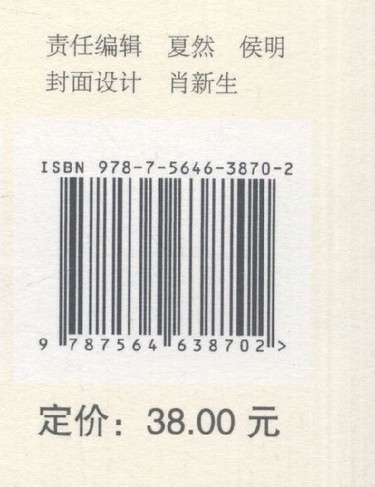 责任编辑 夏然 侯明
封面设计 肖新生
ISBN 978-7-5646-3870-2
9 787564 638702 >
定价：38.00 元